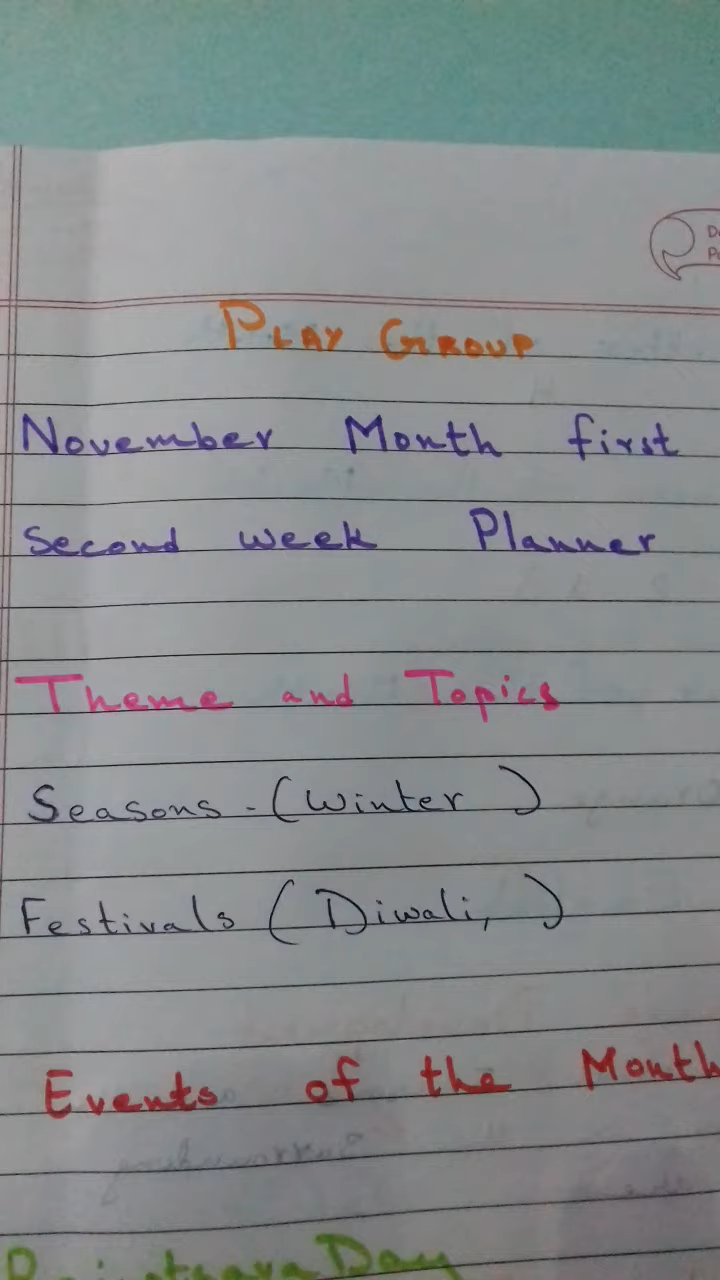 PLAY GROUP
November Month first
Second week Planner
Theme and Topics
Seasons - (Winter )
Festivals ( Diwali, )
Events of the Month
Day